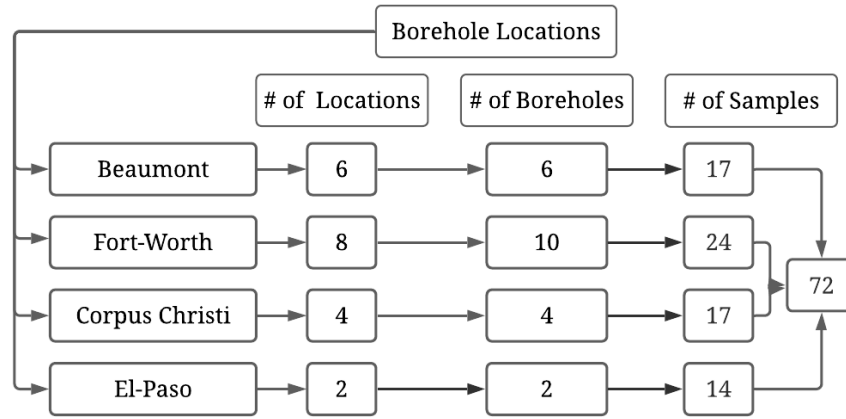 Borehole Locations
# of Locations
# of Boreholes
# of Samples
Beaumont
6
6
17
Fort-Worth
8
10
24
72
Corpus Christi
4
4
17
El-Paso
2
2
14